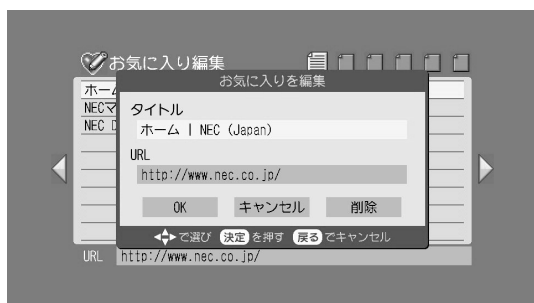 お気に入り編集
お気に入りを編集
ホーム
NECマ
NEC D
タイトル
ホーム | NEC (Japan)
URL
http://www.nec.co.jp/
OK キャンセル 削除
で選び 決定 を押す 戻る でキャンセル
URL http://www.nec.co.jp/